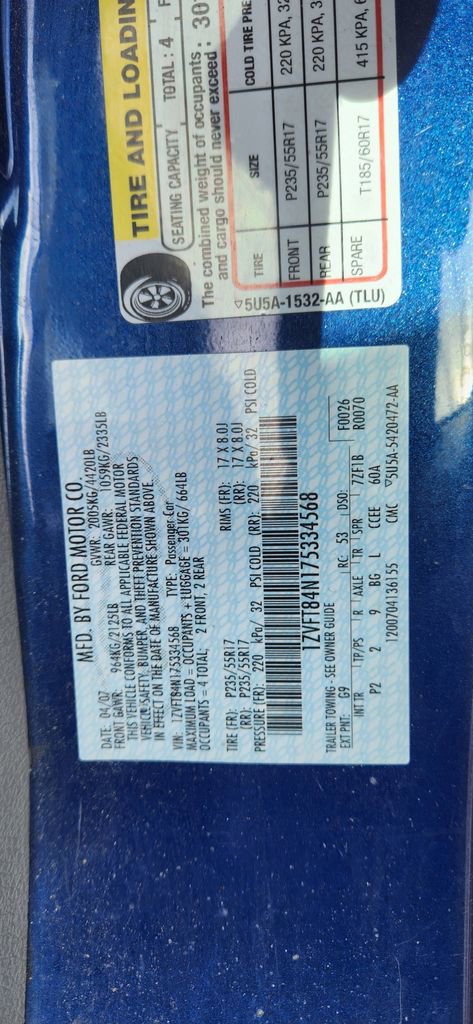 TIRE AND LOADIN
SEATING CAPACITY TOTAL : 4 F
The combined weight of occupants
and cargo should never exceed : 30
TIRE SIZE COLD TIRE PRE
FRONT P235/55R17 220 KPA, 32
REAR P235/55R17 220 KPA, 3
SPARE T185/60R17 415 KPA, 6
5U5A-1532-AA (TLU)
MFD. BY FORD MOTOR CO.
DATE: 04/07 GVWR: 2005KG/4420LB
FRONT GAWR: 964KG/2125LB REAR GAWR: 1059KG/2335LB
THIS VEHICLE CONFORMS TO ALL APPLICABLE FEDERAL MOTOR
VEHICLE SAFETY, BUMPER, AND THEFT PREVENTION STANDARDS
IN EFFECT ON THE DATE OF MANUFACTURE SHOWN ABOVE.
VIN: 1ZVFT84N175334568 TYPE: Passenger Car
MAXIMUM LOAD = OCCUPANTS + LUGGAGE = 301KG/ 664LB
OCCUPANTS = 4 TOTAL; 2 FRONT, 2 REAR
TIRE (FR): P235/55R17 RIMS (FR): 17 X 8.0J
(RR): P235/55R17 (RR): 17 X 8.0J
PRESSURE (FR): 220 kPa/ 32 PSI COLD (RR): 220 kPa/ 32 PSI COLD
1ZVFT84N175334568
TRAILER TOWING - SEE OWNER GUIDE F0026
EXT PNT: G9 RC: 53 DSO: R0070
INT TR TP/PS R AXLE TR SPR 7ZF1B
P2 2 9 BG L CCEE 60A
1200704136155 CMC ▽5U5A-5420472-AA